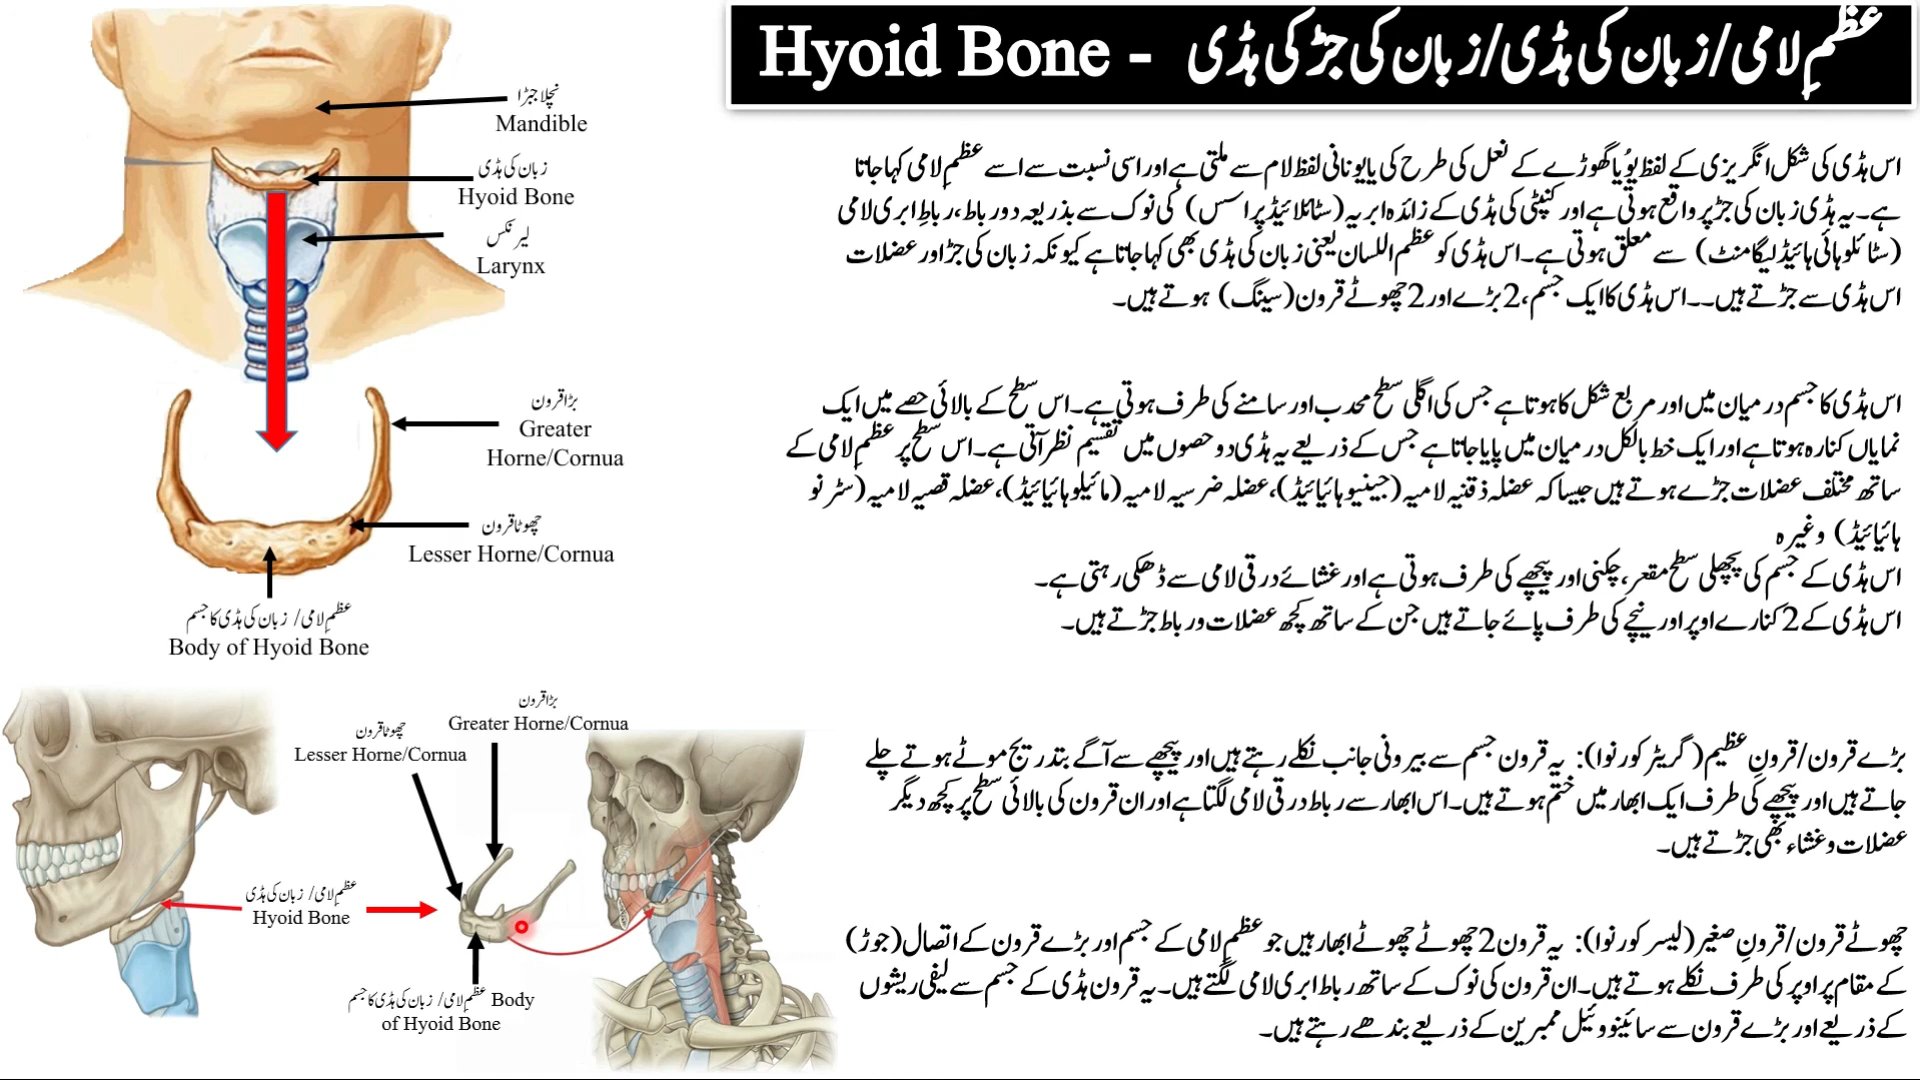 عظمِ لامی/زبان کی ہڈی/زبان کی جڑ کی ہڈی - Hyoid Bone
اس ہڈی کی شکل انگریزی کے لفظ یوُ یا گھوڑے کے نعل کی طرح کی یا یونانی لفظ لام سے ملتی ہے اور اسی نسبت سے اسے عظمِ لامی کہا جاتا
ہے۔ یہ ہڈی زبان کی جڑ پر واقع ہوتی ہے اور کنپٹی کی ہڈی کے زائدہ ابریہ (سٹائلائیڈ پراسس) کی نوک سے بذریعہ دو رباط، رباطِ ابری لامی
(سٹائلوہائی ہائیڈ لیگامنٹ) سے معلق ہوتی ہے۔ اس ہڈی کو عظم اللسان یعنی زبان کی ہڈی بھی کہا جاتا ہے کیونکہ زبان کی جڑ اور عضلات
اس ہڈی سے جڑتے ہیں۔۔ اس ہڈی کا ایک جسم، 2 بڑے اور 2 چھوٹے قرون (سینگ) ہوتے ہیں۔
اس ہڈی کا جسم درمیان میں اور مربع شکل کا ہوتا ہے جس کی اگلی سطح محدب اور سامنے کی طرف ہوتی ہے۔ اس سطح کے بالائی حصے میں ایک
نمایاں کنارہ ہوتا ہے اور ایک خط بالکل درمیان میں پایا جاتا ہے جس کے ذریعے یہ ہڈی دو حصوں میں تقسیم نظر آتی ہے۔ اس سطح پر عظمِ لامی کے
ساتھ مختلف عضلات جڑے ہوتے ہیں جیسا کہ عضلہ ذقنیہ لامیہ (جینیو ہائیائیڈ)، عضلہ ضرسیہ لامیہ (مائیلو ہائیائیڈ)، عضلہ قصیہ لامیہ (سٹرنو
ہائیائیڈ) وغیرہ
اس ہڈی کے جسم کی پچھلی سطح مقعر، چکنی اور پیچھے کی طرف ہوتی ہے اور غشائے درقی لامی سے ڈھکی رہتی ہے۔
اس ہڈی کے 2 کنارے اوپر اور نیچے کی طرف پائے جاتے ہیں جن کے ساتھ کچھ عضلات و رباط جڑتے ہیں۔
بڑے قرون/قرونِ عظیم (گریٹر کورنوا): یہ قرون جسم سے بیرونی جانب نکلے رہتے ہیں اور پیچھے سے آگے بتدریج موٹے ہوتے چلے
جاتے ہیں اور پیچھے کی طرف ایک ابھار میں ختم ہوتے ہیں۔ اس ابھار سے رباط درقی لامی لگتا ہے اور ان قرون کی بالائی سطح پر کچھ دیگر
عضلات و غشاء بھی جڑتے ہیں۔
چھوٹے قرون/قرونِ صغیر (لیسر کورنوا): یہ قرون 2 چھوٹے چھوٹے ابھار ہیں جو عظمِ لامی کے جسم اور بڑے قرون کے اتصال (جوڑ)
کے مقام پر اوپر کی طرف نکلے ہوتے ہیں۔ ان قرون کی نوک کے ساتھ رباط ابری لامی لگتے ہیں۔ یہ قرون ہڈی کے جسم سے لیفی ریشوں
کے ذریعے اور بڑے قرون سے سائینووئیل ممبرین کے ذریعے بندھے رہتے ہیں۔
نچلا جبڑا
Mandible
زبان کی ہڈی
Hyoid Bone
لیرنکس
Larynx
بڑا قرون
Greater
Horne/Cornua
چھوٹا قرون
Lesser Horne/Cornua
عظمِ لامی/ زبان کی ہڈی کا جسم
Body of Hyoid Bone
بڑا قرون
Greater Horne/Cornua
چھوٹا قرون
Lesser Horne/Cornua
عظمِ لامی/ زبان کی ہڈی
Hyoid Bone
عظمِ لامی/ زبان کی ہڈی کا جسم Body
of Hyoid Bone